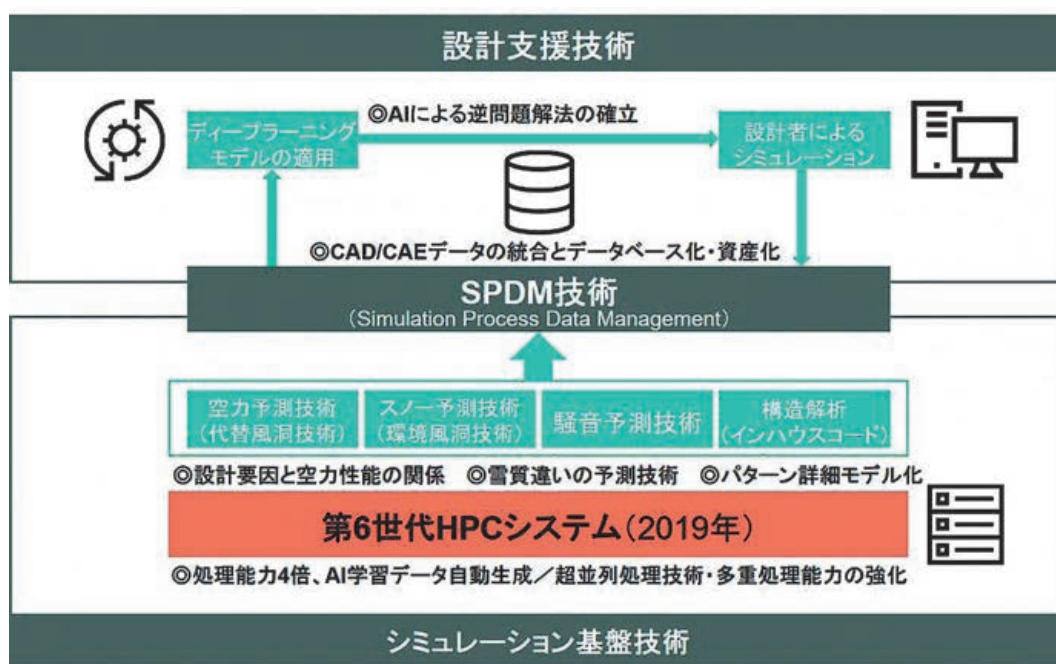 設計支援技術
◎AIによる逆問題解法の確立
ディープラーニング
モデルの適用
設計者による
シミュレーション
◎CAD/CAEデータの統合とデータベース化・資産化
SPDM技術
(Simulation Process Data Management)
空力予測技術
(代替風洞技術)
スノー予測技術
(環境風洞技術)
騒音予測技術
構造解析
(インハウスコード)
◎設計要因と空力性能の関係 ◎雪質違いの予測技術 ◎パターン詳細モデル化
第6世代HPCシステム(2019年)
◎処理能力4倍、AI学習データ自動生成/超並列処理技術・多重処理能力の強化
シミュレーション基盤技術